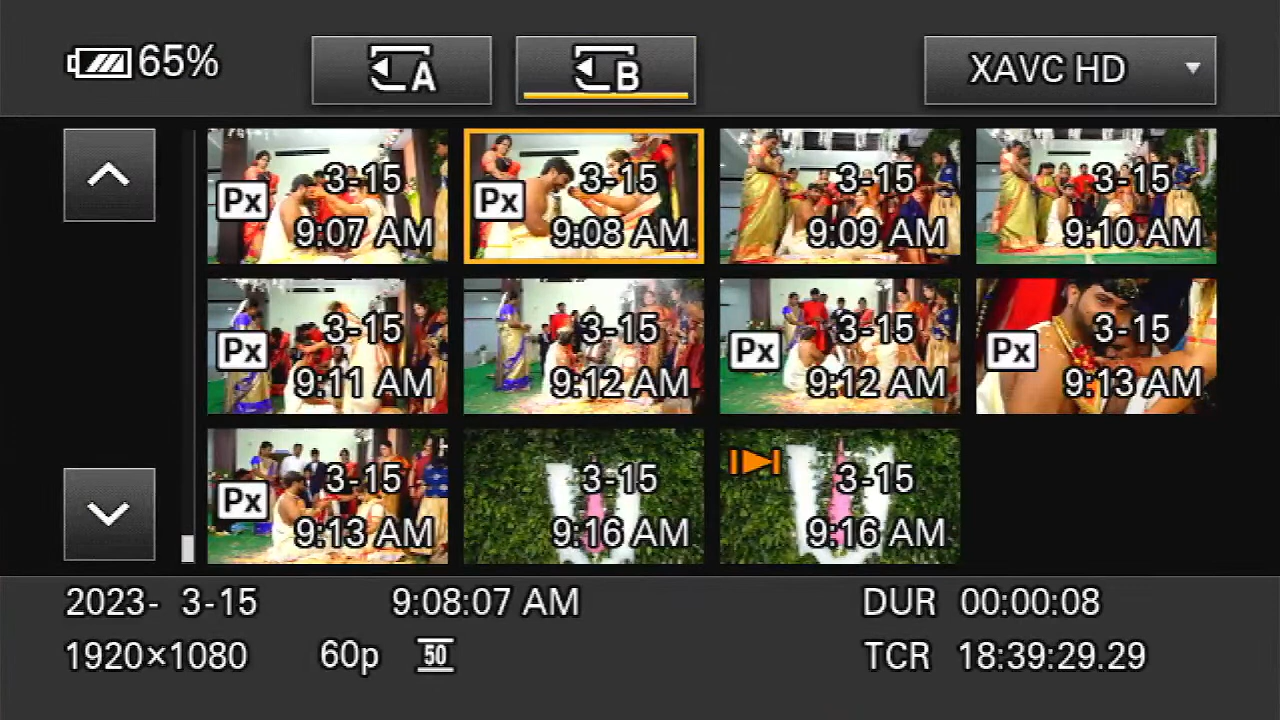 65%
A
B
XAVC HD
Px
3-15
9:07 AM
Px
3-15
9:08 AM
3-15
9:09 AM
3-15
9:10 AM
Px
3-15
9:11 AM
3-15
9:12 AM
Px
3-15
9:12 AM
Px
3-15
9:13 AM
Px
3-15
9:13 AM
3-15
9:16 AM
3-15
9:16 AM
2023- 3-15 9:08:07 AM DUR 00:00:08
1920×1080 60p 50 TCR 18:39:29.29